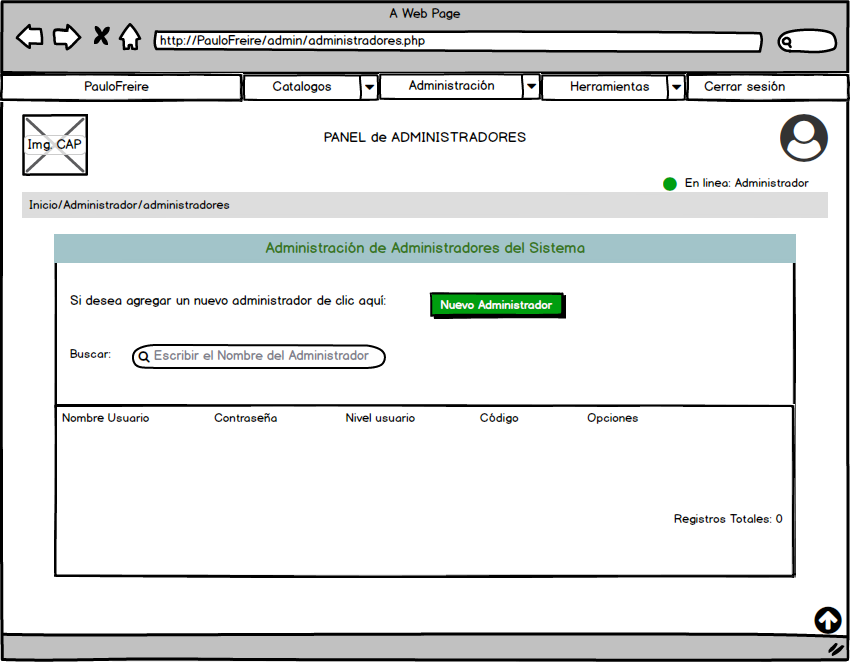 A Web Page
http://PauloFreire/admin/administradores.php
PauloFreire Catalogos Administración Herramientas Cerrar sesión
Img. CAP
PANEL de ADMINISTRADORES
En linea: Administrador
Inicio/Administrador/administradores
Administración de Administradores del Sistema
Si desea agregar un nuevo administrador de clic aquí: Nuevo Administrador
Buscar: Escribir el Nombre del Administrador
Nombre Usuario Contraseña Nivel usuario Código Opciones
Registros Totales: 0